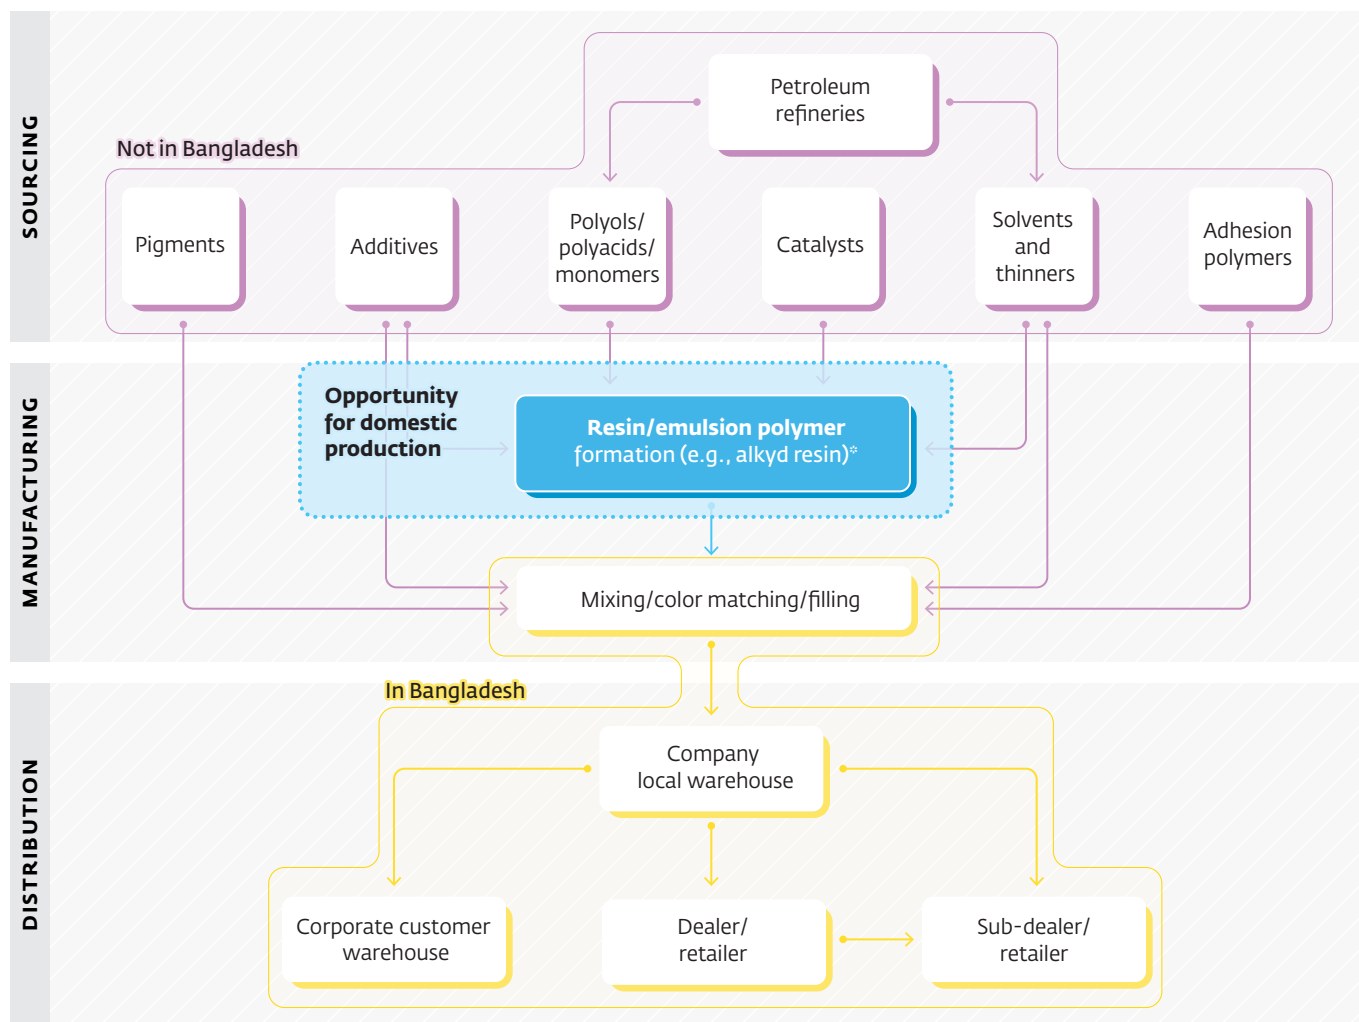 SOURCING
Petroleum
refineries
Not in Bangladesh
Pigments
Additives
Polyols/
polyacids/
monomers
Catalysts
Solvents
and
thinners
Adhesion
polymers
MANUFACTURING
Opportunity
for domestic
production
Resin/emulsion polymer
formation (e.g., alkyd resin)*
Mixing/color matching/filling
DISTRIBUTION
In Bangladesh
Company
local warehouse
Corporate customer
warehouse
Dealer/
retailer
Sub-dealer/
retailer